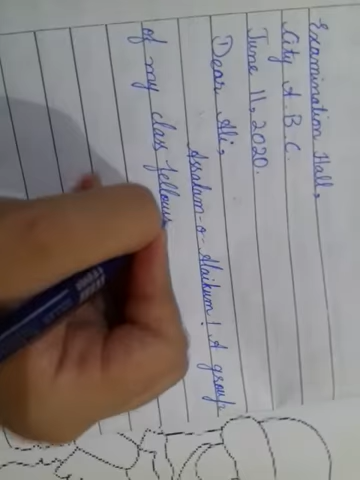 Examination Hall,
City A.B.C.
June 11, 2020.
Dear Ali,
Assalam-o-Alaikum! A group
of my class fellows